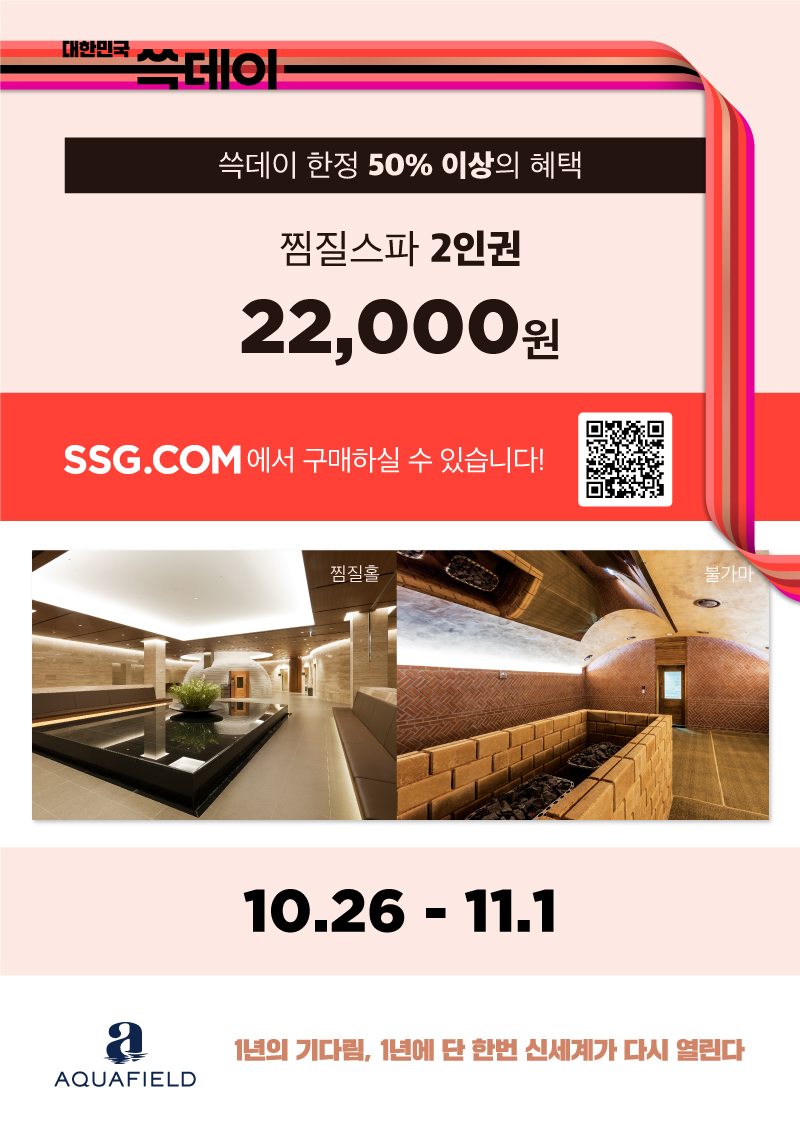 대한민국
쓱데이
쓱데이 한정 50% 이상의 혜택
찜질스파 2인권
22,000원
SSG.COM에서 구매하실 수 있습니다!
찜질홀
불가마
10.26 - 11.1
a
AQUAFIELD
1년의 기다림, 1년에 단 한번 신세계가 다시 열린다